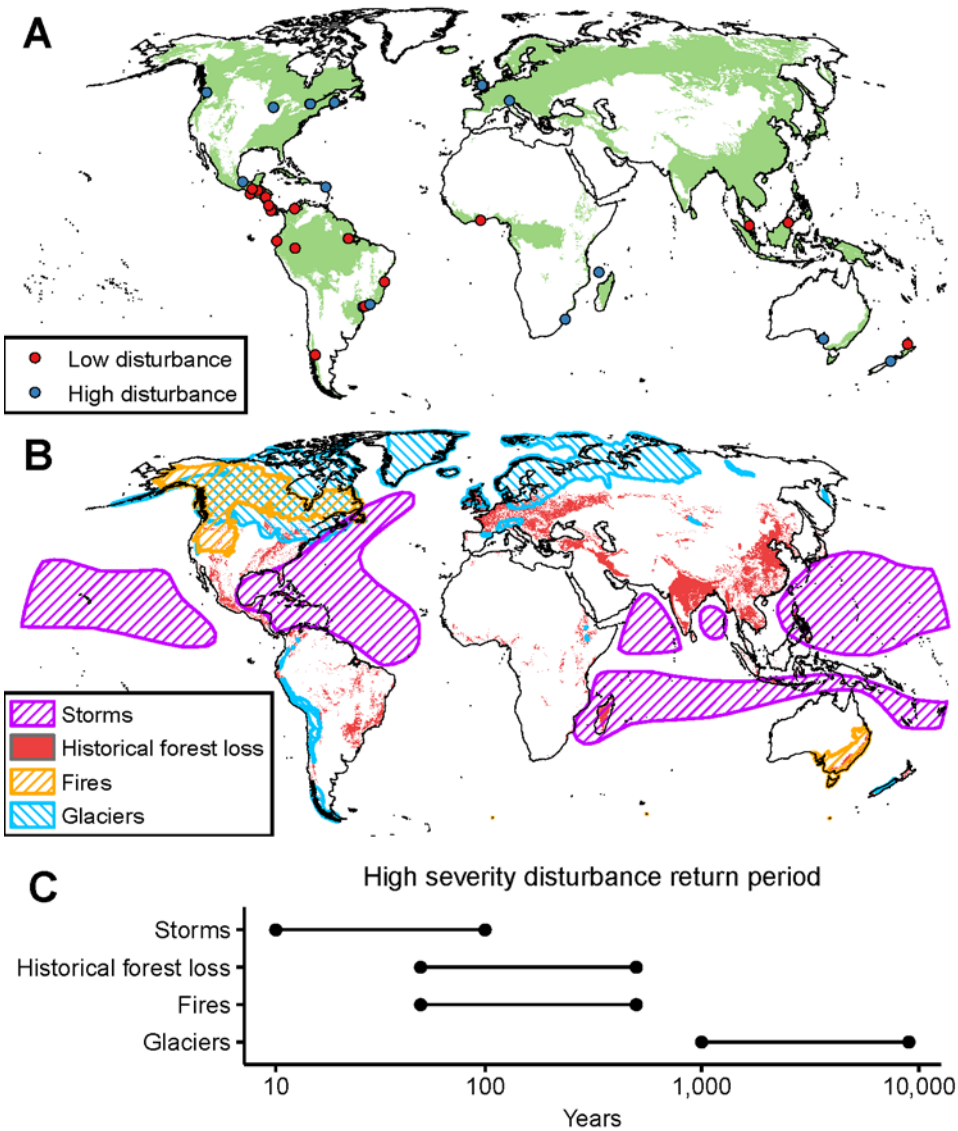 A
Low disturbance
High disturbance
B
Storms
Historical forest loss
Fires
Glaciers
C
High severity disturbance return period
Storms
Historical forest loss
Fires
Glaciers
10 100 1,000 10,000
Years